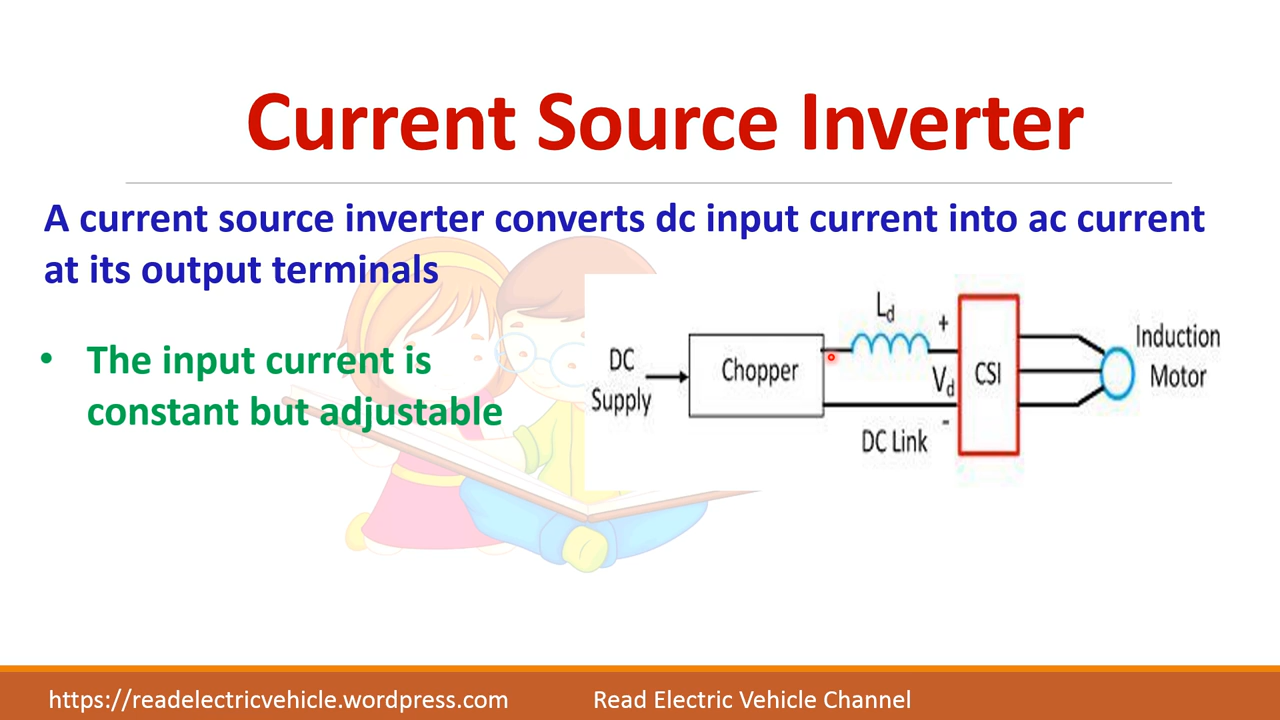 Current Source Inverter
A current source inverter converts dc input current into ac current
at its output terminals
• The input current is
constant but adjustable
DC
Supply
Chopper
Ld
+
Vd
-
DC Link
CSI
Induction
Motor
https://readelectricvehicle.wordpress.com
Read Electric Vehicle Channel